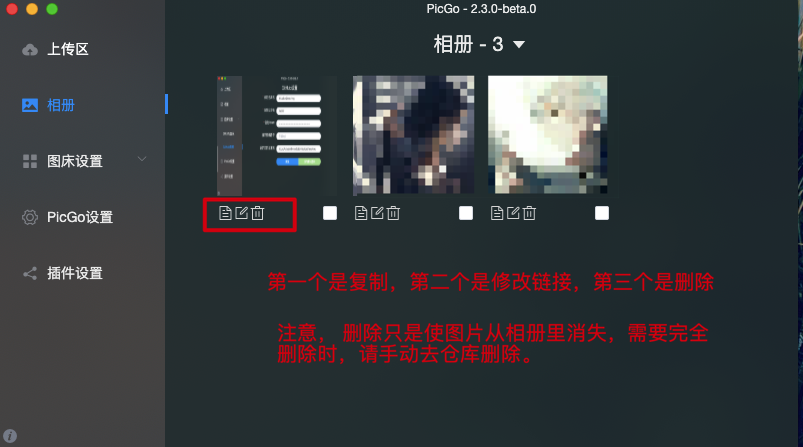 PicGo - 2.3.0-beta.0
上传区
相册 - 3
相册
图床设置
PicGo设置
插件设置
第一个是复制，第二个是修改链接，第三个是删除
注意， 删除只是使图片从相册里消失，需要完全
删除时，请手动去仓库删除。